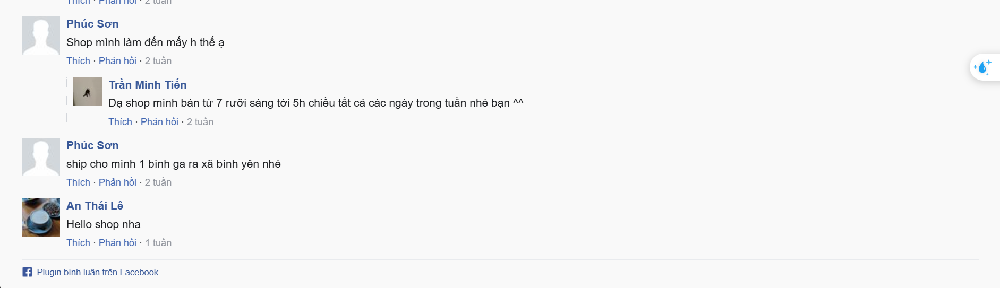 Thích · Phản hồi · 2 tuần
Phúc Sơn
Shop mình làm đến mấy h thế ạ
Thích · Phản hồi · 2 tuần
Trần Minh Tiến
Dạ shop mình bán từ 7 rưỡi sáng tới 5h chiều tất cả các ngày trong tuần nhé bạn ^^
Thích · Phản hồi · 2 tuần
Phúc Sơn
ship cho mình 1 bình ga ra xã bình yên nhé
Thích · Phản hồi · 2 tuần
An Thái Lê
Hello shop nha
Thích · Phản hồi · 1 tuần
Plugin bình luận trên Facebook